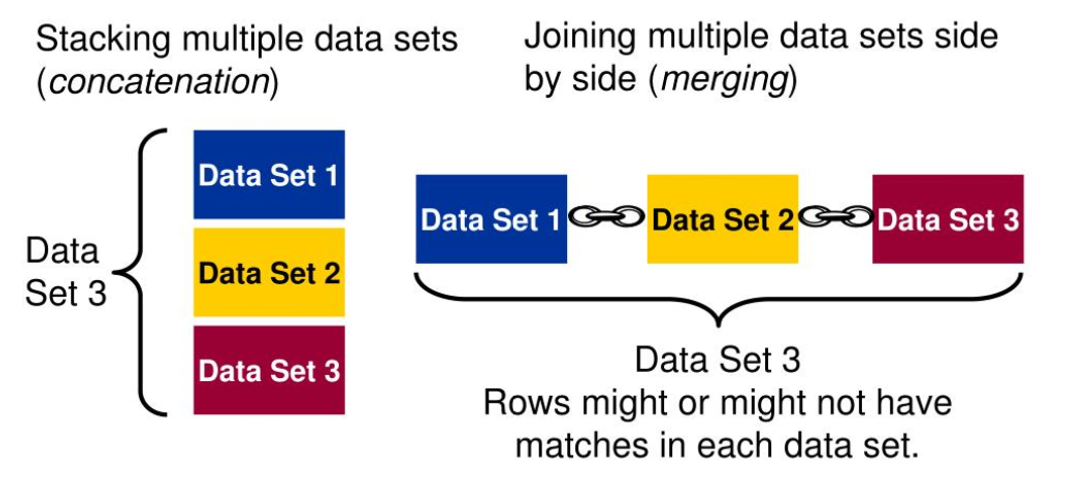 Stacking multiple data sets
(concatenation)
Data Set 1
Data Set 2
Data Set 3
Data
Set 3
Joining multiple data sets side
by side (merging)
Data Set 1
Data Set 2
Data Set 3
Data Set 3
Rows might or might not have
matches in each data set.